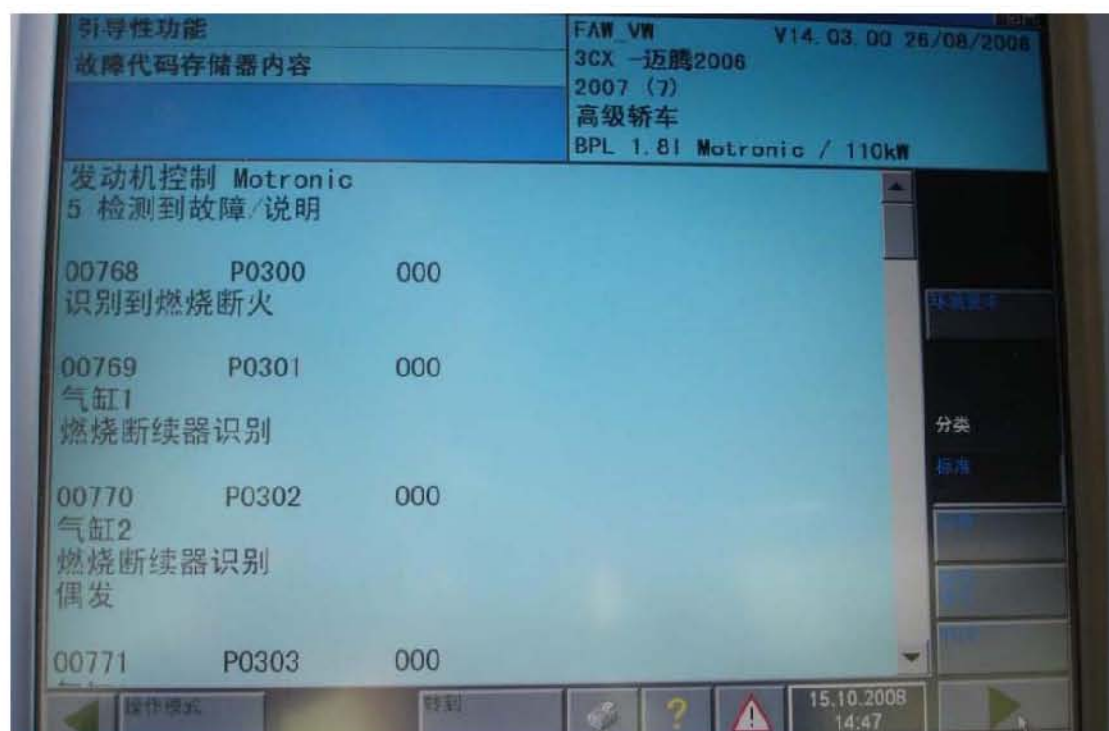 引导性功能
故障代码存储器内容
FAW_VW V14.03.00 26/08/2008
3CX -迈腾2006
2007 (7)
高级轿车
BPL 1.8l Motronic / 110kW
发动机控制 Motronic
5 检测到故障/说明
00768 P0300 000
识别到燃烧断火
00769 P0301 000
气缸1
燃烧断续器识别
00770 P0302 000
气缸2
燃烧断续器识别
偶发
00771 P0303 000
分类
标准
操作模式
转到
?
15.10.2008
14:47